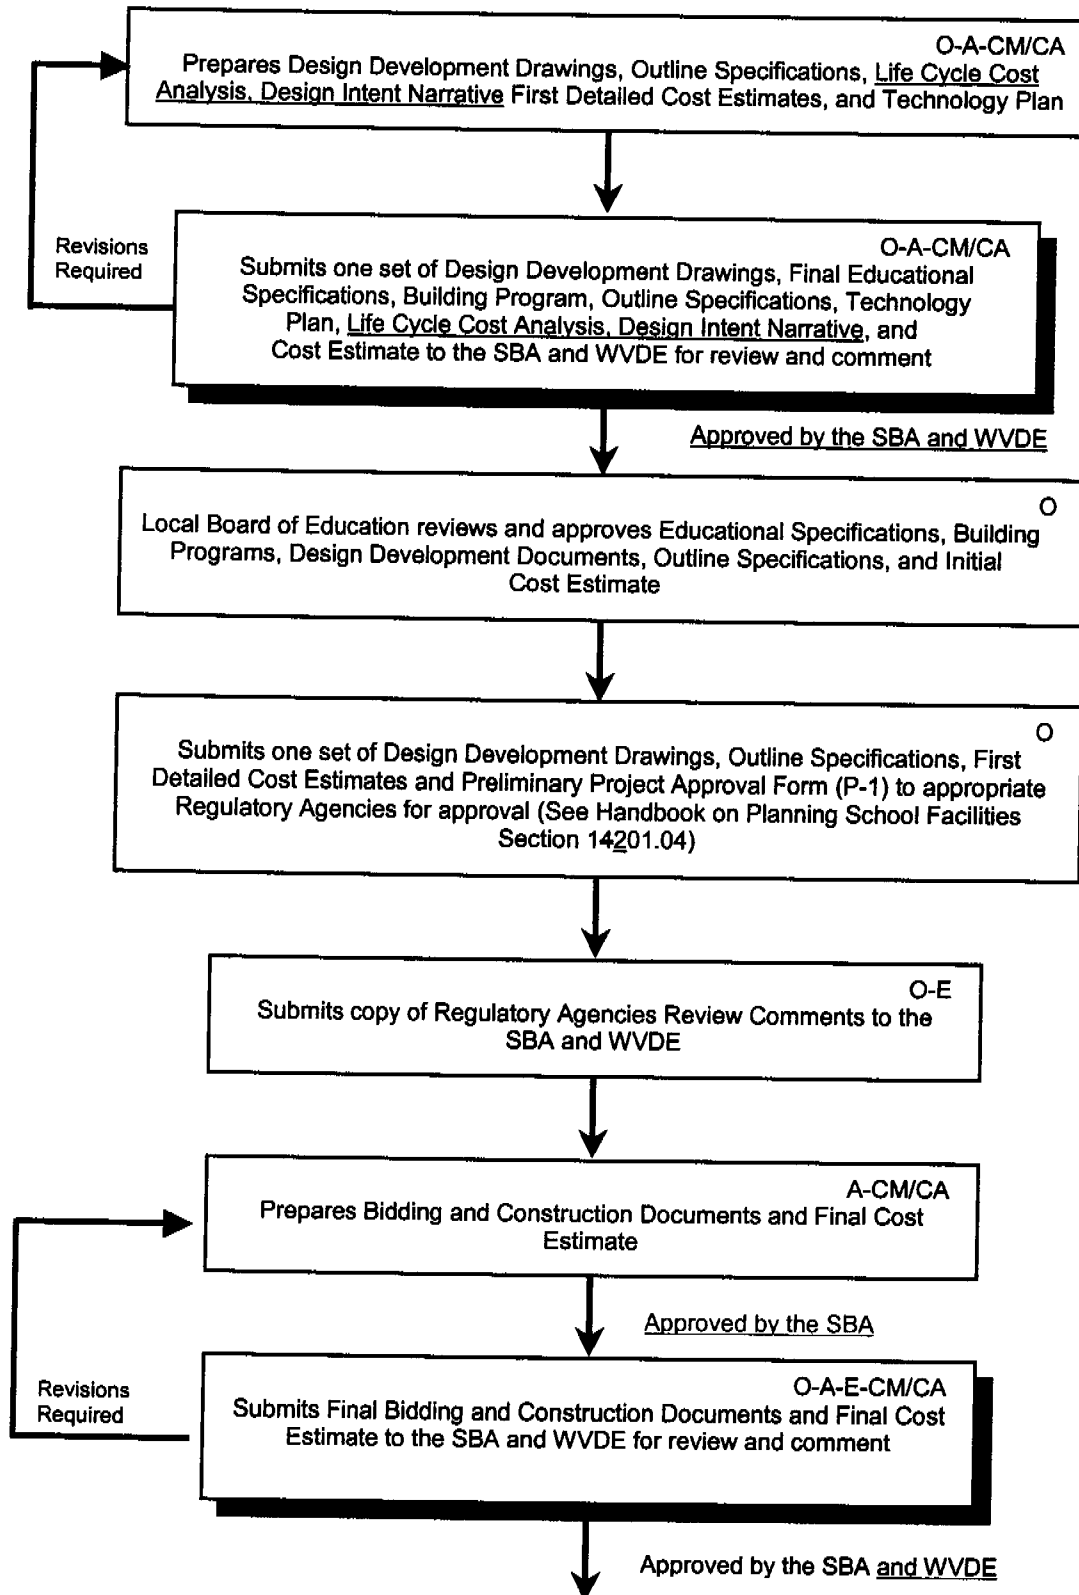 O-A-CM/CA
Prepares Design Development Drawings, Outline Specifications, Life Cycle Cost
Analysis, Design Intent Narrative First Detailed Cost Estimates, and Technology Plan
Revisions
Required
O-A-CM/CA
Submits one set of Design Development Drawings, Final Educational
Specifications, Building Program, Outline Specifications, Technology
Plan, Life Cycle Cost Analysis, Design Intent Narrative, and
Cost Estimate to the SBA and WVDE for review and comment
Approved by the SBA and WVDE
O
Local Board of Education reviews and approves Educational Specifications, Building
Programs, Design Development Documents, Outline Specifications, and Initial
Cost Estimate
O
Submits one set of Design Development Drawings, Outline Specifications, First
Detailed Cost Estimates and Preliminary Project Approval Form (P-1) to appropriate
Regulatory Agencies for approval (See Handbook on Planning School Facilities
Section 14201.04)
O-E
Submits copy of Regulatory Agencies Review Comments to the
SBA and WVDE
A-CM/CA
Prepares Bidding and Construction Documents and Final Cost
Estimate
Approved by the SBA
Revisions
Required
O-A-E-CM/CA
Submits Final Bidding and Construction Documents and Final Cost
Estimate to the SBA and WVDE for review and comment
Approved by the SBA and WVDE